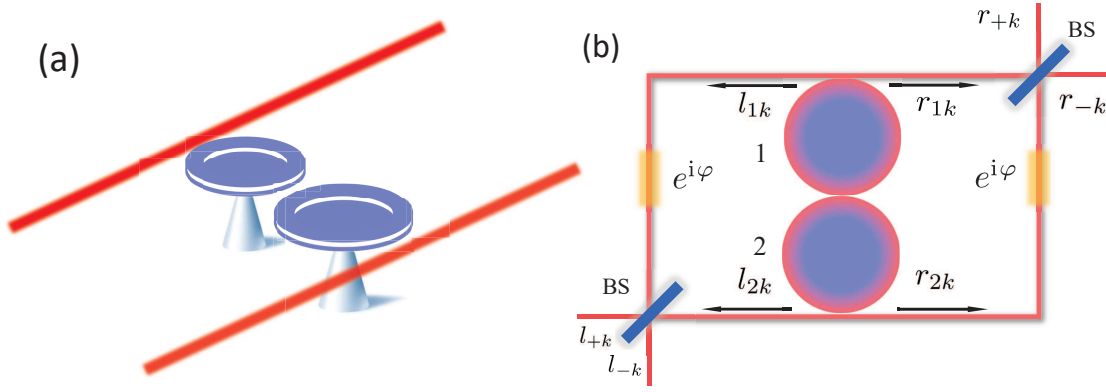 (a)
(b)
r₊ₖ
BS
l₁ₖ
r₁ₖ
r₋ₖ
1
e^{iφ}
e^{iφ}
2
l₂ₖ
r₂ₖ
BS
l₊ₖ
l₋ₖ